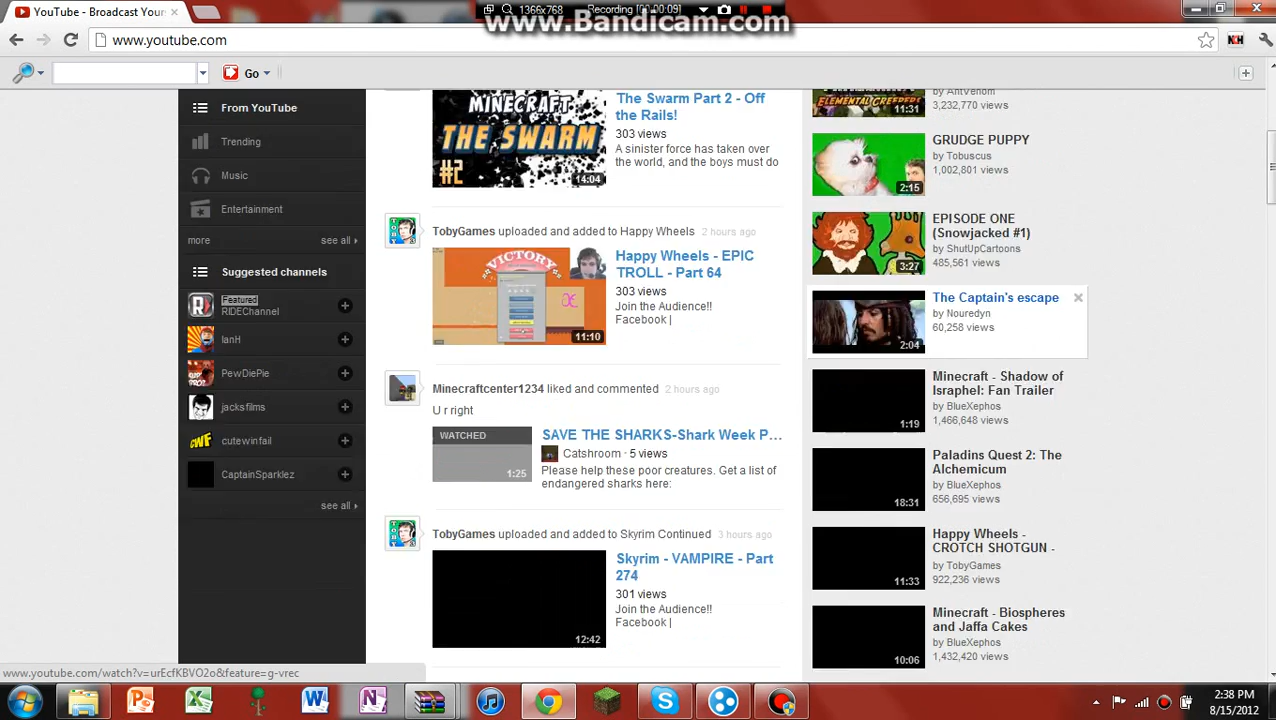 YouTube - Broadcast Your
1366x768
Recording [00:00:09]
www.Bandicam.com
www.youtube.com
Go
From YouTube
Trending
Music
Entertainment
more
see all
Suggested channels
Featured
RIDEChannel
IanH
PewDiePie
jacksfilms
cutewinfail
CaptainSparklez
see all
MINECRAFT
THE SWARM
#2
14:04
The Swarm Part 2 - Off
the Rails!
303 views
A sinister force has taken over
the world, and the boys must do
TobyGames uploaded and added to Happy Wheels 2 hours ago
VICTORY
11:10
Happy Wheels - EPIC
TROLL - Part 64
303 views
Join the Audience!!
Facebook |
Minecraftcenter1234 liked and commented 2 hours ago
U r right
WATCHED
1:25
SAVE THE SHARKS-Shark Week P...
Catshroom · 5 views
Please help these poor creatures. Get a list of
endangered sharks here:
TobyGames uploaded and added to Skyrim Continued 3 hours ago
12:42
Skyrim - VAMPIRE - Part
274
301 views
Join the Audience!!
Facebook |
ELEMENTAL CREEPERS
11:31
by AntVenom
3,232,770 views
2:15
GRUDGE PUPPY
by Tobuscus
1,002,801 views
3:27
EPISODE ONE
(Snowjacked #1)
by ShutUpCartoons
485,561 views
2:04
The Captain's escape
by Nouredyn
60,258 views
1:19
Minecraft - Shadow of
Israphel: Fan Trailer
by BlueXephos
1,466,648 views
18:31
Paladins Quest 2: The
Alchemicum
by BlueXephos
656,695 views
11:33
Happy Wheels -
CROTCH SHOTGUN -
by TobyGames
922,236 views
10:06
Minecraft - Biospheres
and Jaffa Cakes
by BlueXephos
1,432,420 views
www.youtube.com/watch?v=urEcfKBVO2o&feature=g-vrec
2:38 PM
8/15/2012